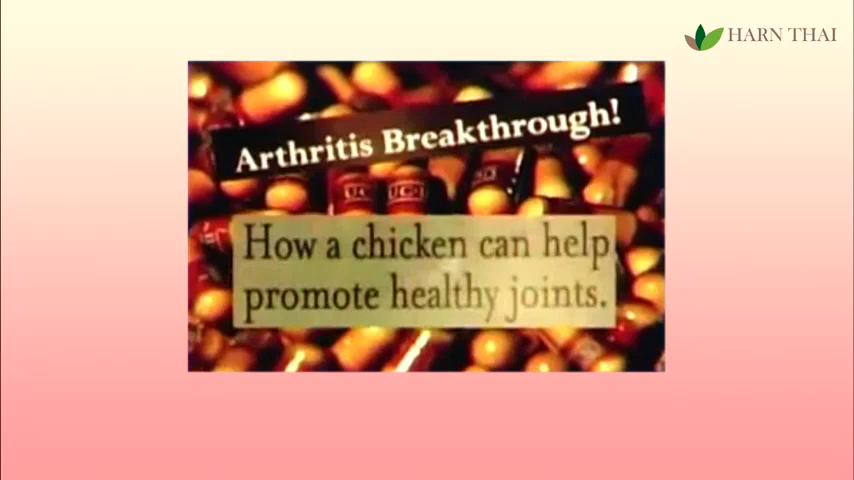 HARN THAI
Arthritis Breakthrough!
How a chicken can help
promote healthy joints.